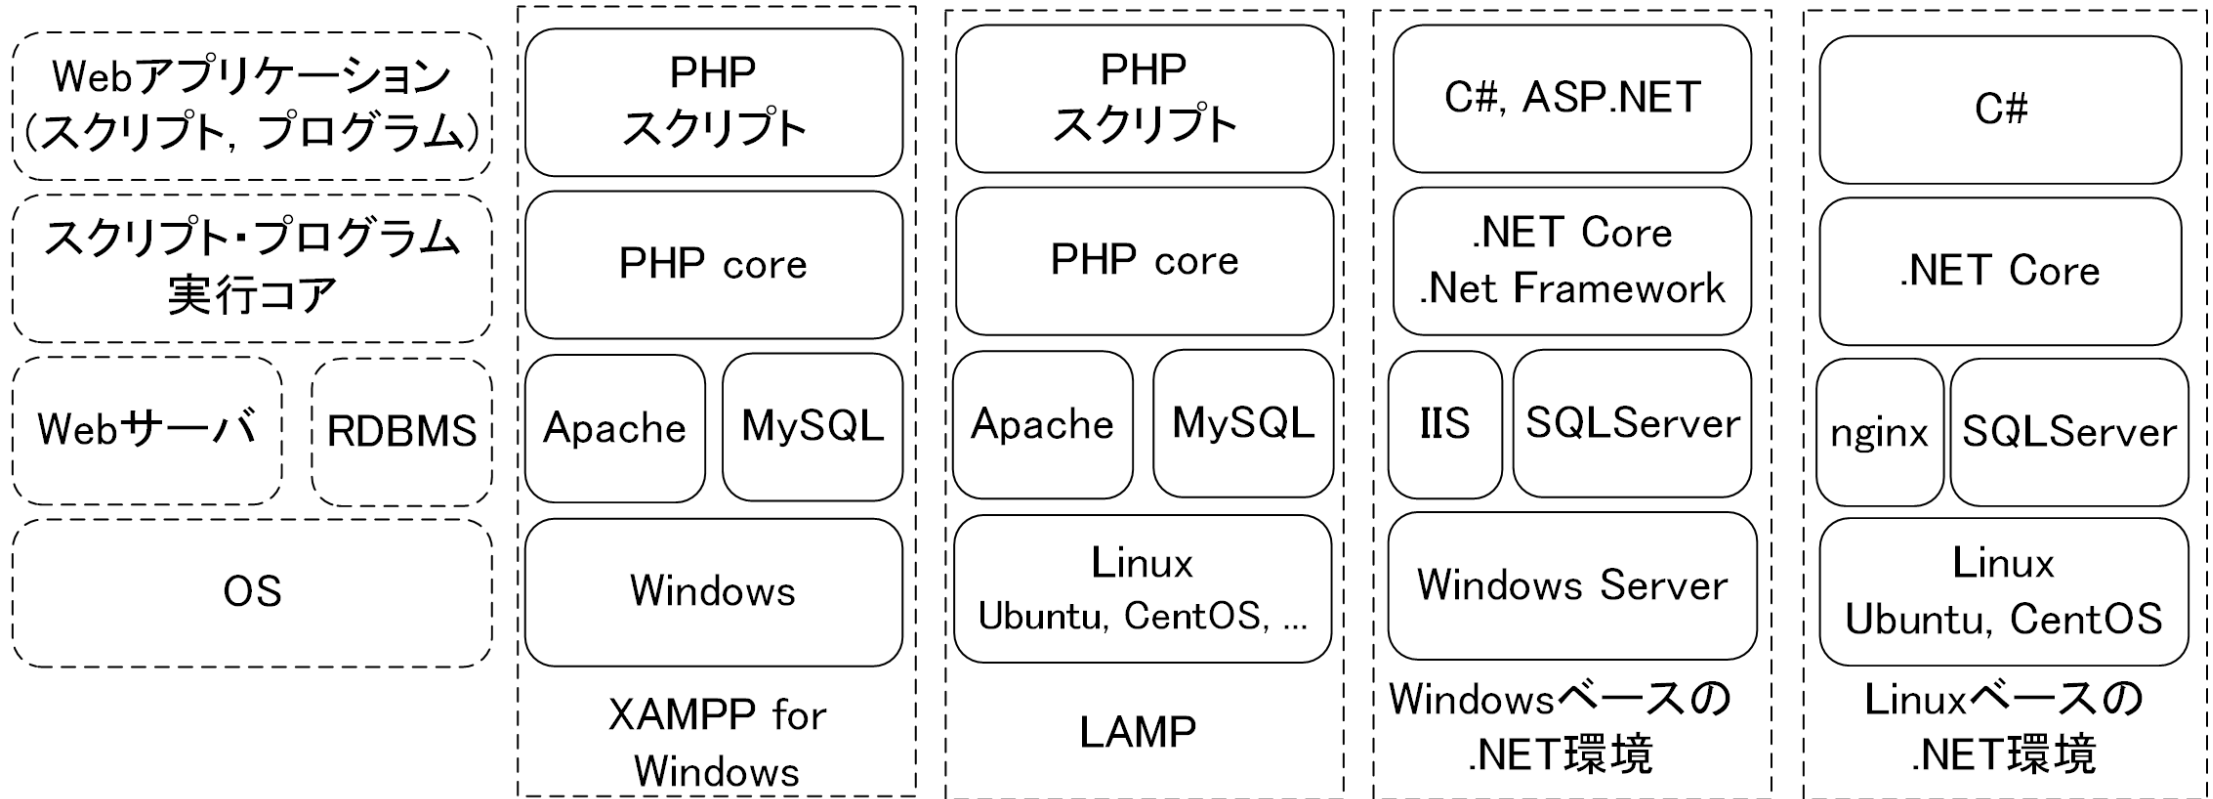 Webアプリケーション
(スクリプト, プログラム)
スクリプト・プログラム
実行コア
Webサーバ
RDBMS
OS
PHP
スクリプト
PHP core
Apache
MySQL
Windows
XAMPP for
Windows
PHP
スクリプト
PHP core
Apache
MySQL
Linux
Ubuntu, CentOS, ...
LAMP
C#, ASP.NET
.NET Core
.Net Framework
IIS
SQLServer
Windows Server
Windowsベースの
.NET環境
C#
.NET Core
nginx
SQLServer
Linux
Ubuntu, CentOS
Linuxベースの
.NET環境